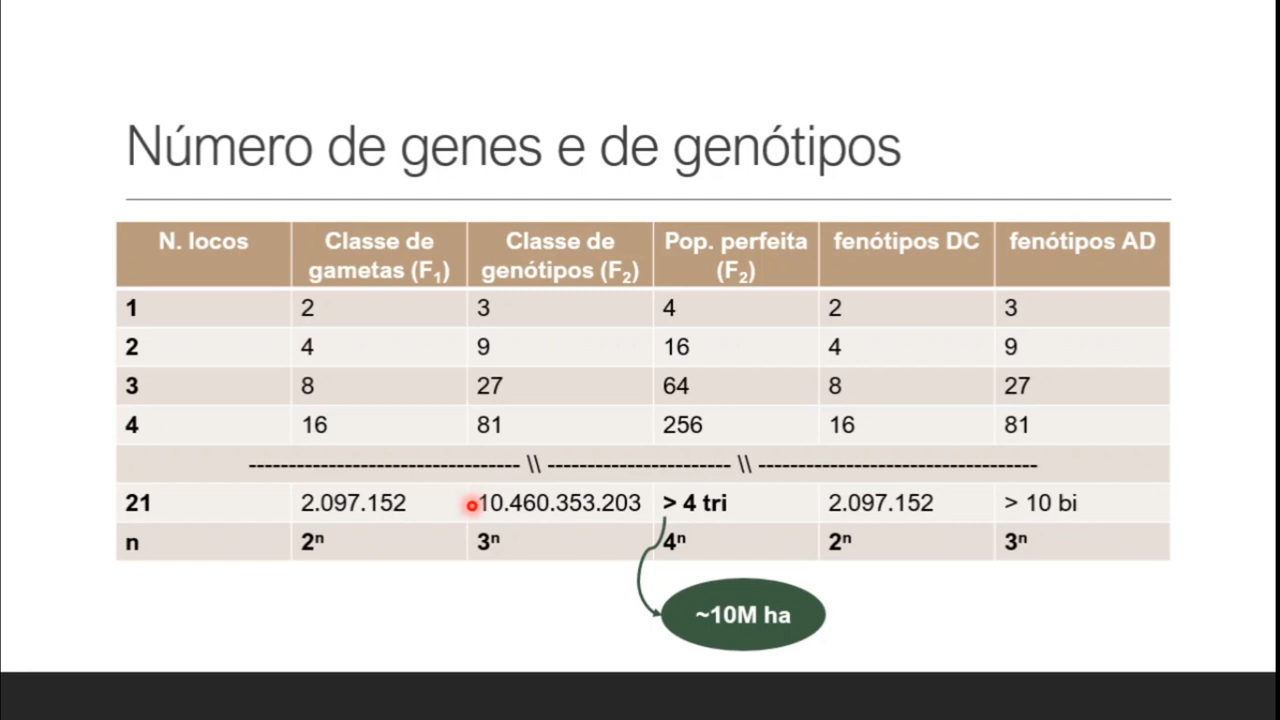 Número de genes e de genótipos
N. locos Classe de gametas (F₁) Classe de genótipos (F₂) Pop. perfeita (F₂) fenótipos DC fenótipos AD
1 2 3 4 2 3
2 4 9 16 4 9
3 8 27 64 8 27
4 16 81 256 16 81
---------------------------------- \\ ----------------------- \\ -----------------------------------
21 2.097.152 10.460.353.203 > 4 tri 2.097.152 > 10 bi
n 2ⁿ 3ⁿ 4ⁿ 2ⁿ 3ⁿ
~10M ha